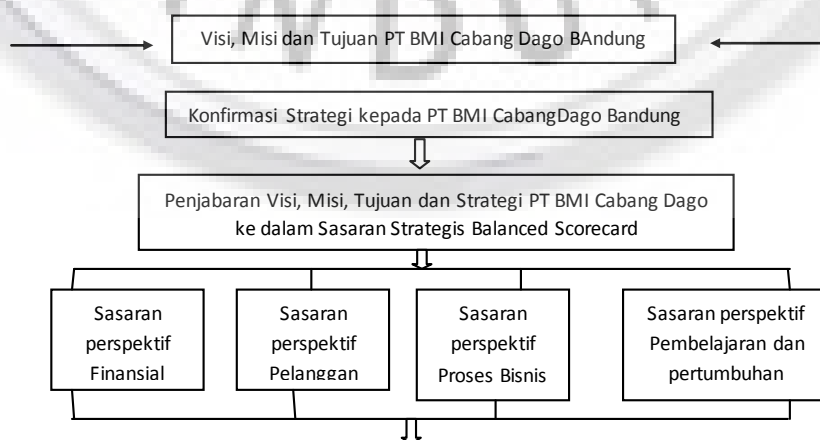 Visi, Misi dan Tujuan PT BMI Cabang Dago BAndung
Konfirmasi Strategi kepada PT BMI CabangDago Bandung
Penjabaran Visi, Misi, Tujuan dan Strategi PT BMI Cabang Dago
ke dalam Sasaran Strategis Balanced Scorecard
Sasaran
perspektif
Finansial
Sasaran
perspektif
Pelanggan
Sasaran
perspektif
Proses Bisnis
Sasaran perspektif
Pembelajaran dan
pertumbuhan